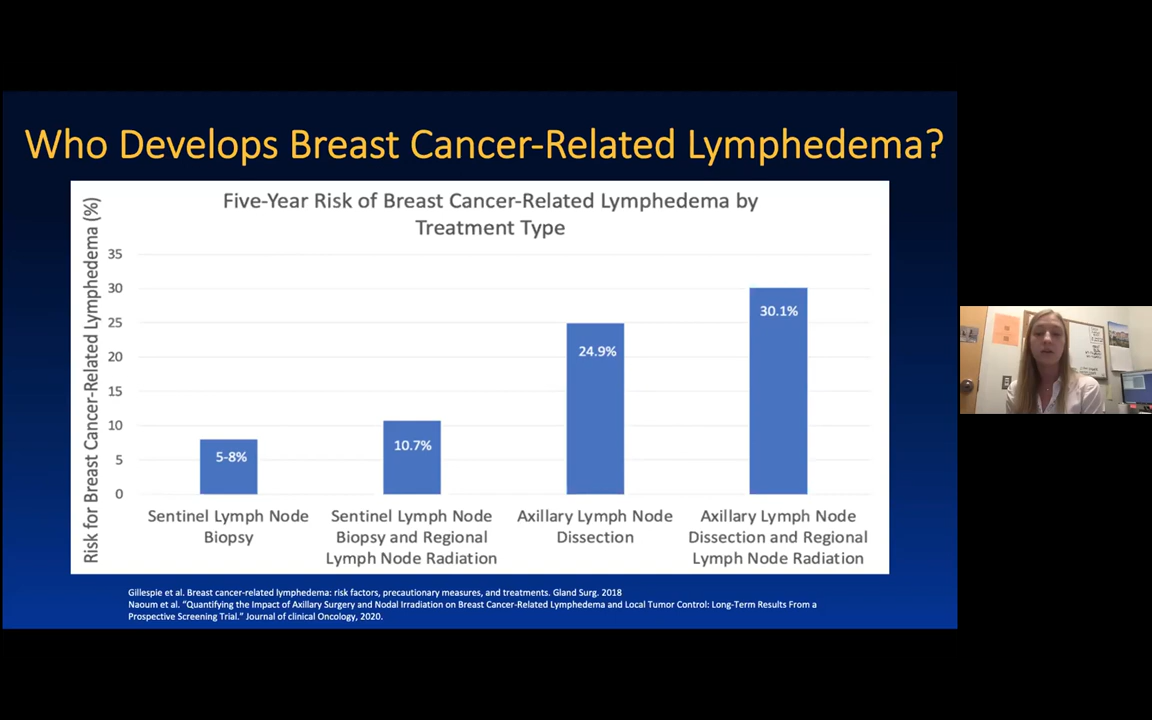 Who Develops Breast Cancer-Related Lymphedema?
Five-Year Risk of Breast Cancer-Related Lymphedema by
Treatment Type
Risk for Breast Cancer-Related Lymphedema (%)
35
30
25
20
15
10
5
0
5-8%
10.7%
24.9%
30.1%
Sentinel Lymph Node
Biopsy
Sentinel Lymph Node
Biopsy and Regional
Lymph Node Radiation
Axillary Lymph Node
Dissection
Axillary Lymph Node
Dissection and Regional
Lymph Node Radiation
Gillespie et al. Breast cancer-related lymphedema: risk factors, precautionary measures, and treatments. Gland Surg. 2018
Naoum et al. “Quantifying the Impact of Axillary Surgery and Nodal Irradiation on Breast Cancer-Related Lymphedema and Local Tumor Control: Long-Term Results From a
Prospective Screening Trial.” Journal of clinical Oncology, 2020.